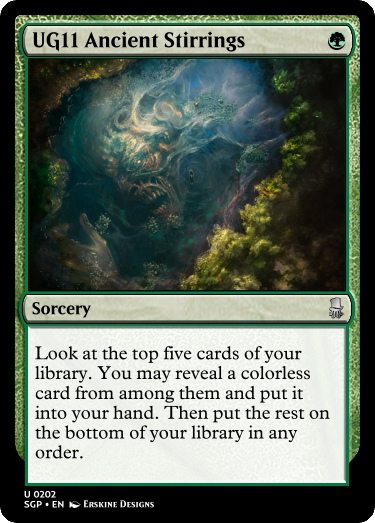 UG11 Ancient Stirrings
Sorcery
Look at the top five cards of your
library. You may reveal a colorless
card from among them and put it
into your hand. Then put the rest on
the bottom of your library in any
order.
U 0202
SGP • EN Erskine Designs